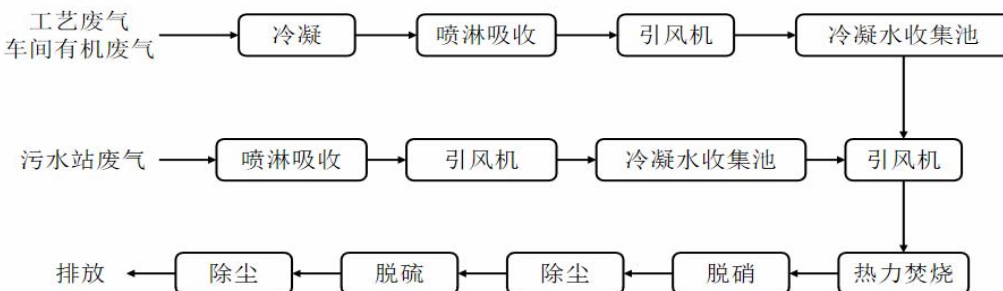 工艺废气
车间有机废气
冷凝
喷淋吸收
引风机
冷凝水收集池
污水站废气
喷淋吸收
引风机
冷凝水收集池
引风机
排放
除尘
脱硫
除尘
脱硝
热力焚烧